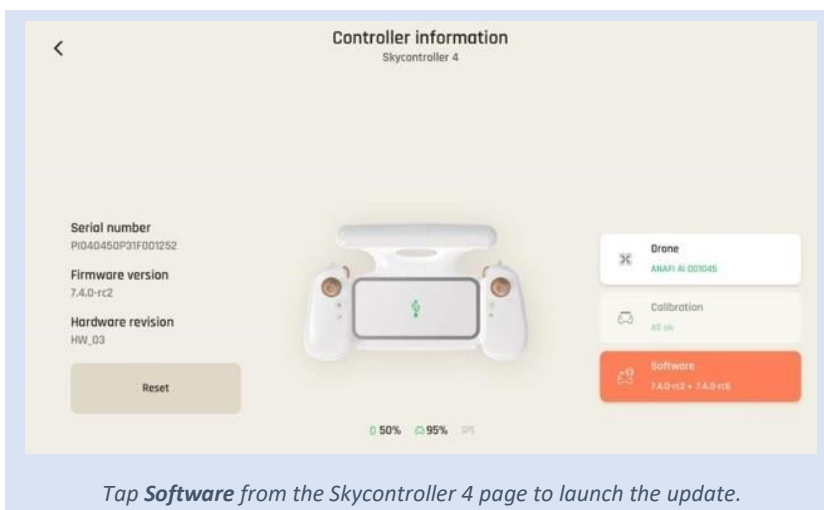 Controller information
Skycontroller 4
Serial number
PI040450P31F001252
Firmware version
7.4.0-rc2
Hardware revision
HW_03
Reset
50% 95% GPS
Drone
ANAFI Ai 001045
Calibration
All ok
Software
7.4.0-rc2 • 7.4.0-rc6
Tap Software from the Skycontroller 4 page to launch the update.